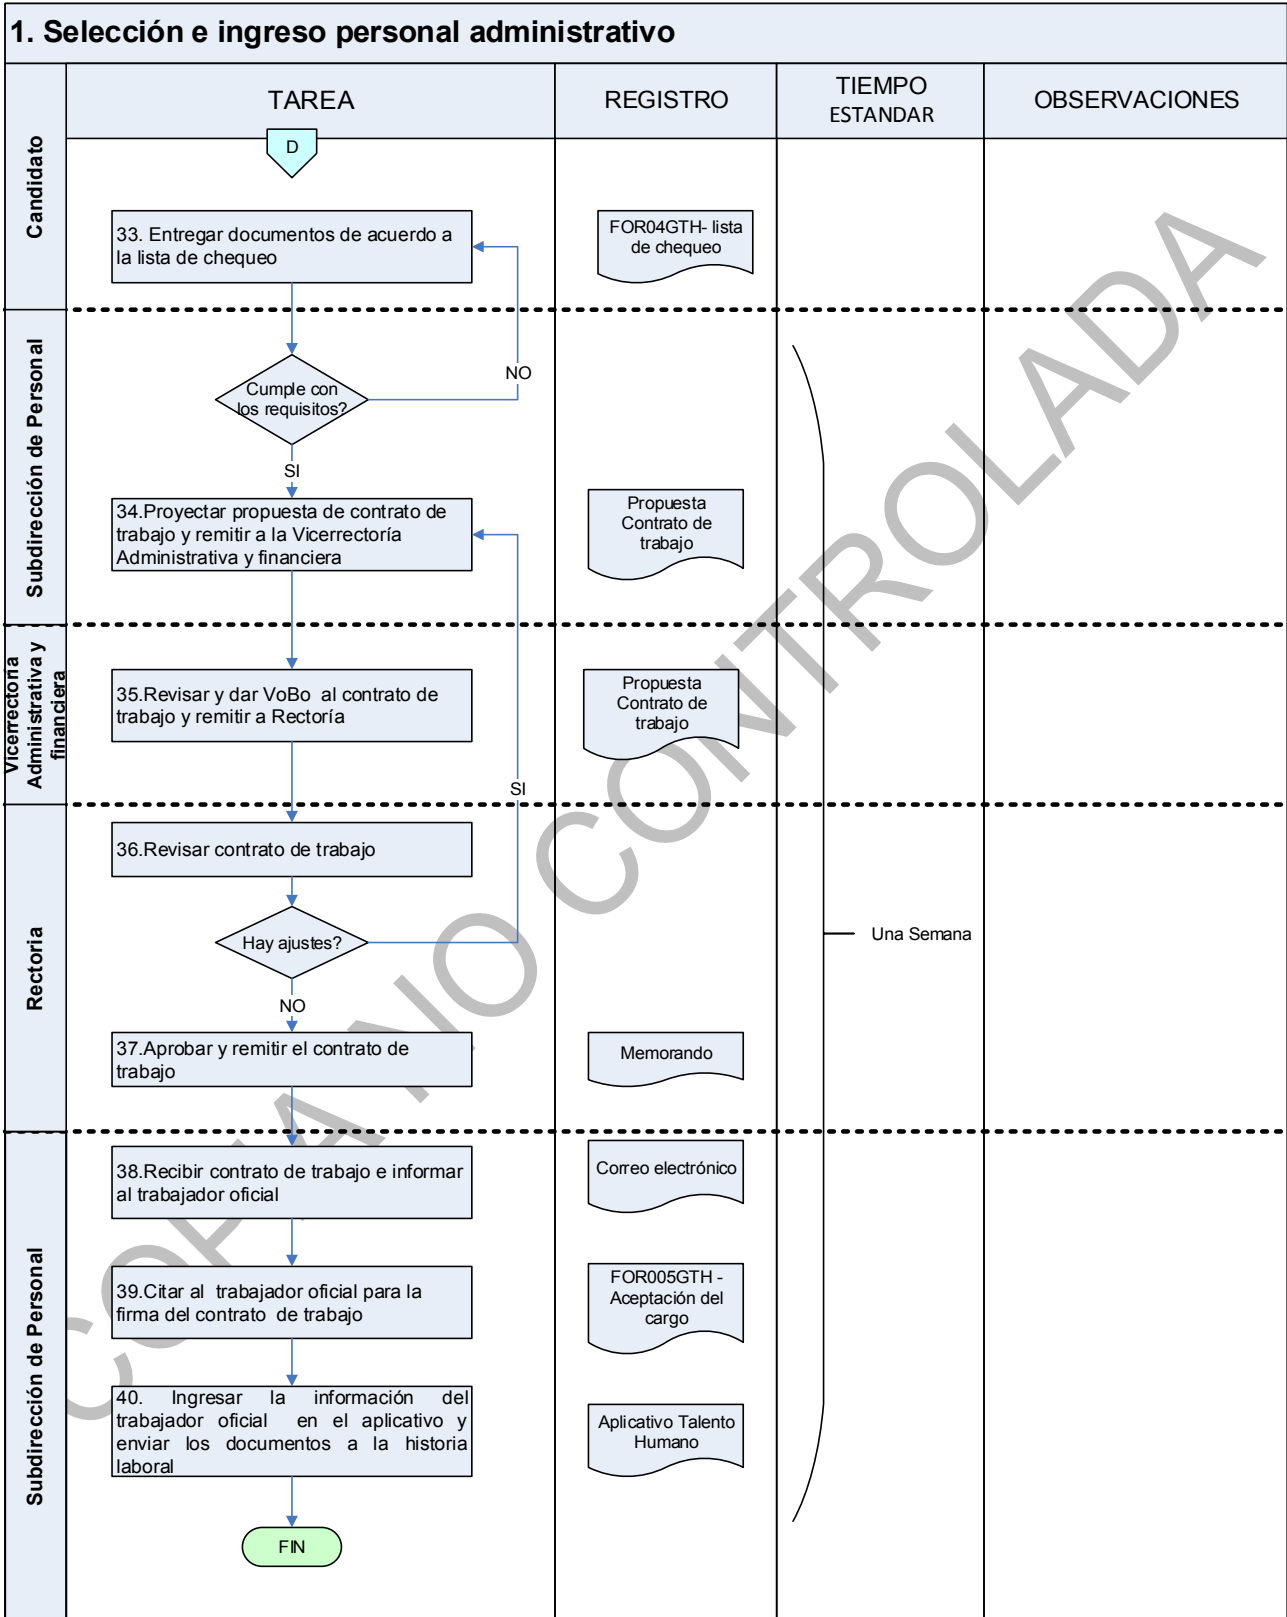 1. Selección e ingreso personal administrativo
TAREA
REGISTRO
TIEMPO
ESTANDAR
OBSERVACIONES
Candidato
D
33. Entregar documentos de acuerdo a
la lista de chequeo
FOR04GTH- lista
de chequeo
Subdirección de Personal
Cumple con
los requisitos?
NO
SI
34.Proyectar propuesta de contrato de
trabajo y remitir a la Vicerrectoría
Administrativa y financiera
Propuesta
Contrato de
trabajo
Vicerrectoria
Administrativa y
financiera
35.Revisar y dar VoBo al contrato de
trabajo y remitir a Rectoría
Propuesta
Contrato de
trabajo
SI
Rectoria
36.Revisar contrato de trabajo
Hay ajustes?
Una Semana
NO
37.Aprobar y remitir el contrato de
trabajo
Memorando
Subdirección de Personal
38.Recibir contrato de trabajo e informar
al trabajador oficial
Correo electrónico
39.Citar al trabajador oficial para la
firma del contrato de trabajo
FOR005GTH -
Aceptación del
cargo
40. Ingresar la información del
trabajador oficial en el aplicativo y
enviar los documentos a la historia
laboral
Aplicativo Talento
Humano
FIN
COPIA NO CONTROLADA